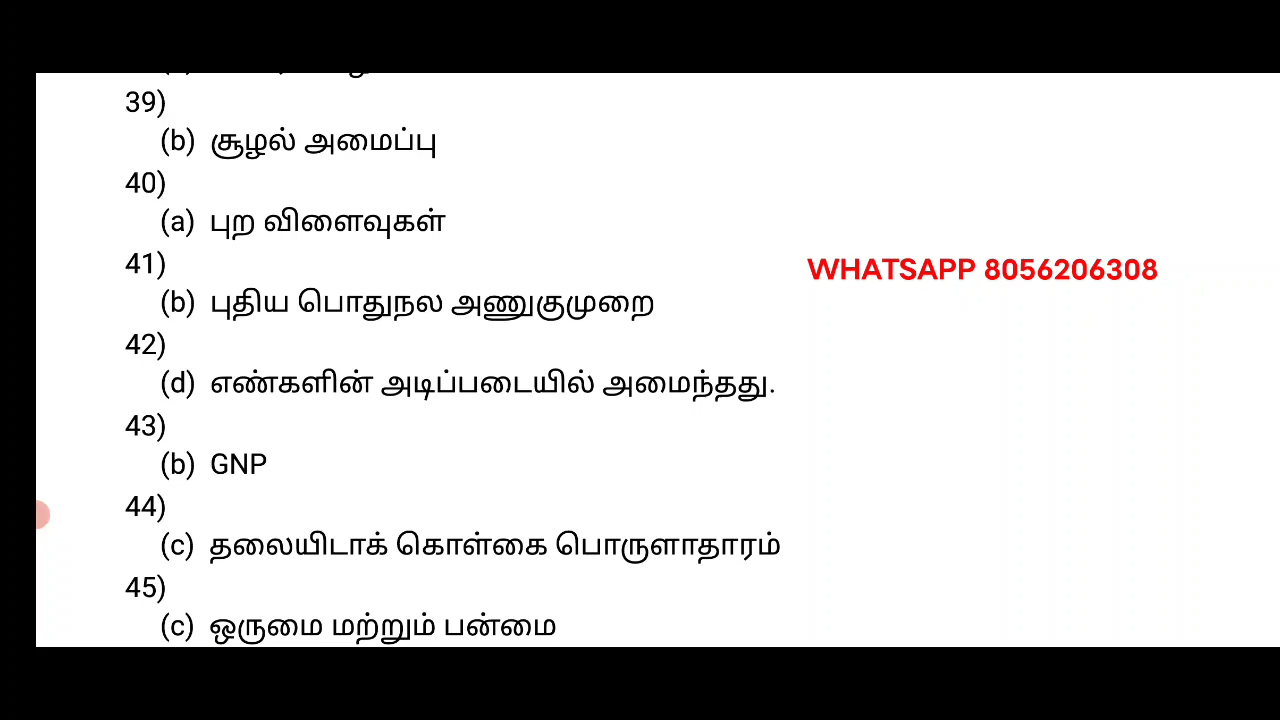 39)
(b) சூழல் அமைப்பு
40)
(a) புற விளைவுகள்
41)
WHATSAPP 8056206308
(b) புதிய பொதுநல அணுகுமுறை
42)
(d) எண்களின் அடிப்படையில் அமைந்தது.
43)
(b) GNP
44)
(c) தலையிடாக் கொள்கை பொருளாதாரம்
45)
(c) ஒருமை மற்றும் பன்மை